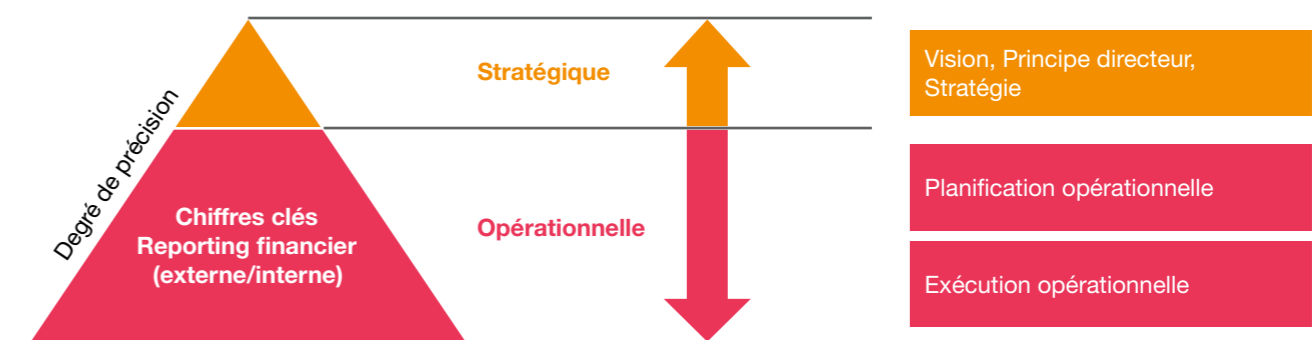 Degré de précision
Chiffres clés
Reporting financier
(externe/interne)
Stratégique
Opérationnelle
Vision, Principe directeur,
Stratégie
Planification opérationnelle
Exécution opérationnelle